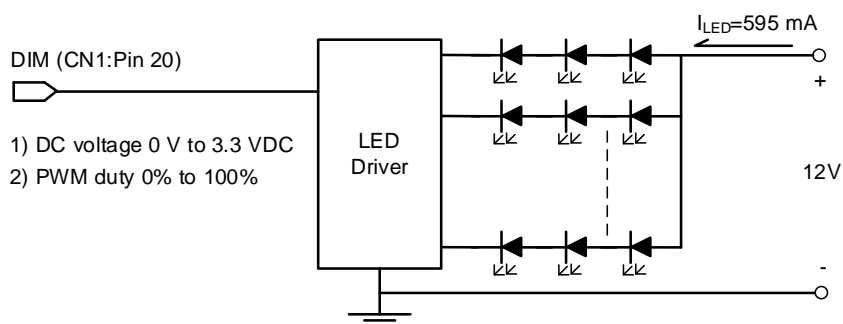 I_LED=595 mA
DIM (CN1:Pin 20)
+
1) DC voltage 0 V to 3.3 VDC
2) PWM duty 0% to 100%
LED
Driver
12V
-